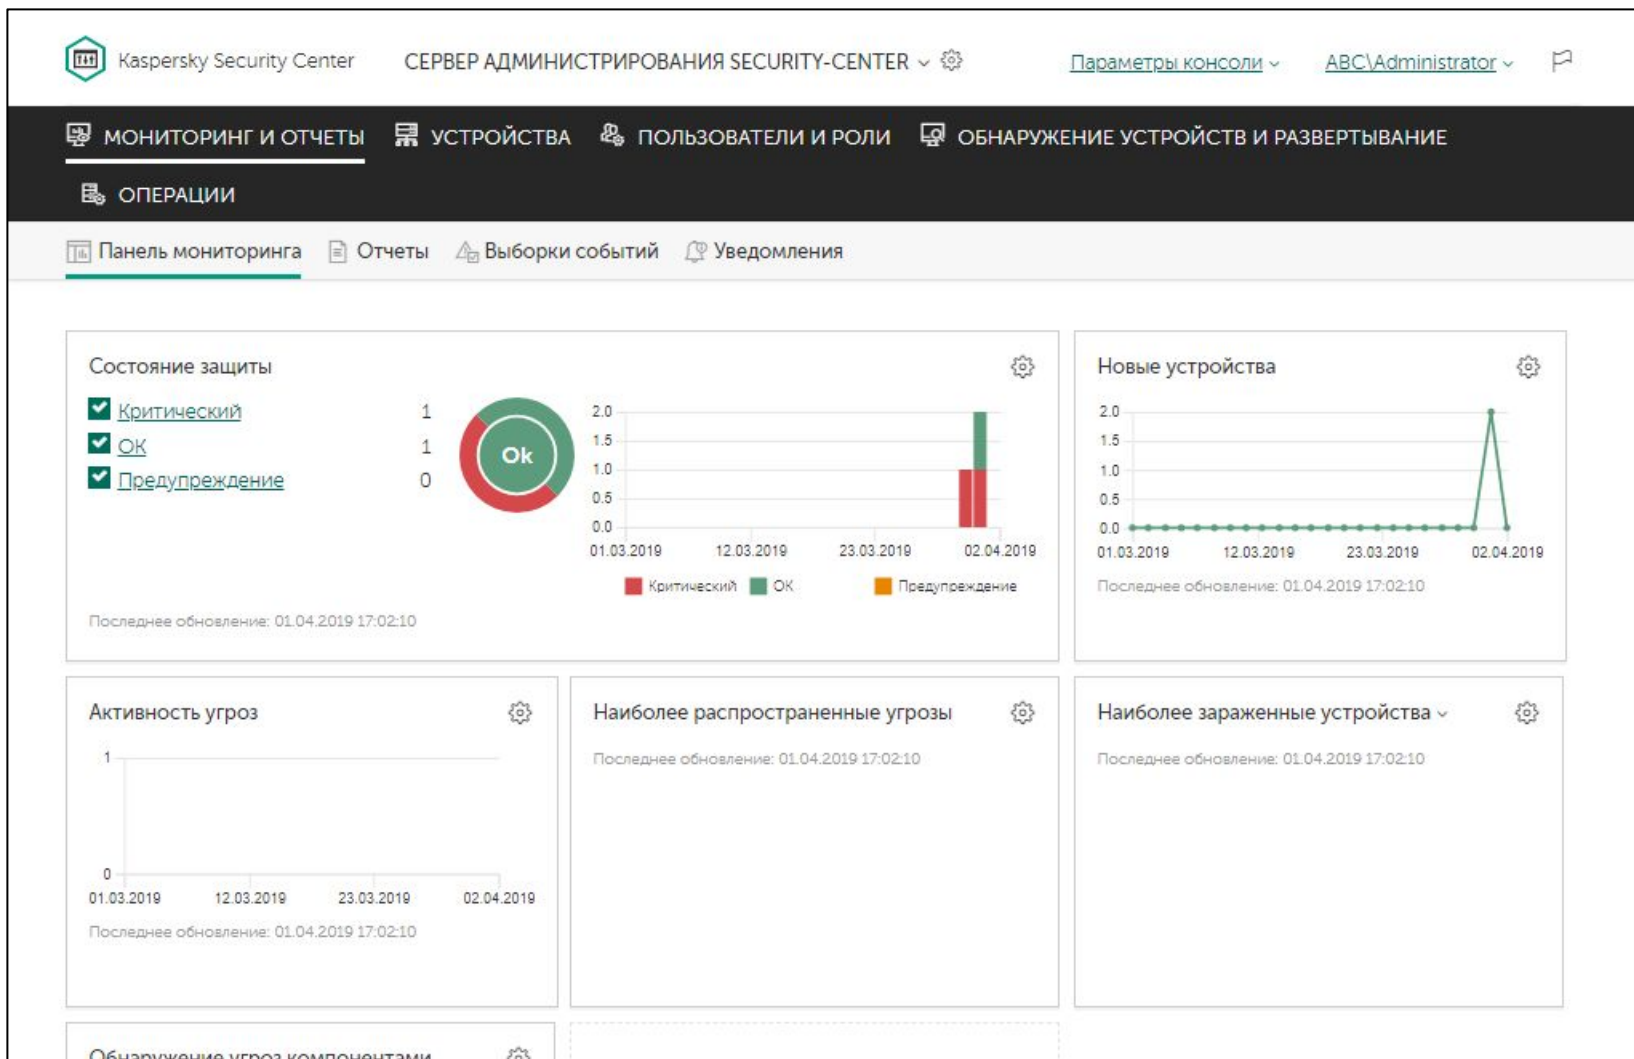 Kaspersky Security Center СЕРВЕР АДМИНИСТРИРОВАНИЯ SECURITY-CENTER Параметры консоли ABC\Administrator
МОНИТОРИНГ И ОТЧЕТЫ УСТРОЙСТВА ПОЛЬЗОВАТЕЛИ И РОЛИ ОБНАРУЖЕНИЕ УСТРОЙСТВ И РАЗВЕРТЫВАНИЕ
ОПЕРАЦИИ
Панель мониторинга Отчеты Выборки событий Уведомления
Состояние защиты
Критический 1
ОК 1
Предупреждение 0
Ok
2.0
1.5
1.0
0.5
0.0
01.03.2019 12.03.2019 23.03.2019 02.04.2019
Критический ОК Предупреждение
Последнее обновление: 01.04.2019 17:02:10
Новые устройства
2.0
1.5
1.0
0.5
0.0
01.03.2019 12.03.2019 23.03.2019 02.04.2019
Последнее обновление: 01.04.2019 17:02:10
Активность угроз
1
0
01.03.2019 12.03.2019 23.03.2019 02.04.2019
Последнее обновление: 01.04.2019 17:02:10
Наиболее распространенные угрозы
Последнее обновление: 01.04.2019 17:02:10
Наиболее зараженные устройства
Последнее обновление: 01.04.2019 17:02:10
Обнаружение угроз компонентами